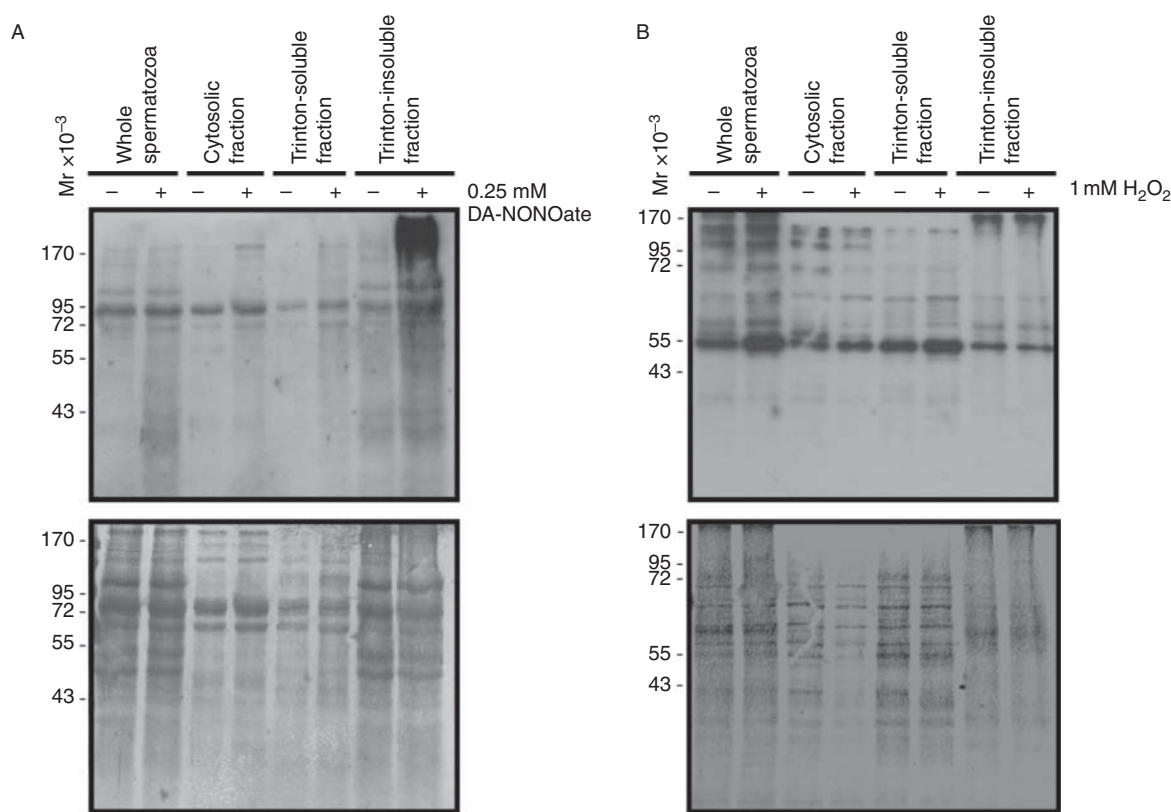 A
Mr ×10⁻³
Whole
spermatozoa
Cytosolic
fraction
Trinton-soluble
fraction
Trinton-insoluble
fraction
– + – + – + – +
0.25 mM
DA-NONOate
170 -
95 -
72 -
55 -
43 -
170 -
95 -
72 -
55 -
43 -
B
Mr ×10⁻³
Whole
spermatozoa
Cytosolic
fraction
Trinton-soluble
fraction
Trinton-insoluble
fraction
– + – + – + – +
1 mM H₂O₂
170 -
95 -
72 -
55 -
43 -
170 -
95 -
72 -
55 -
43 -